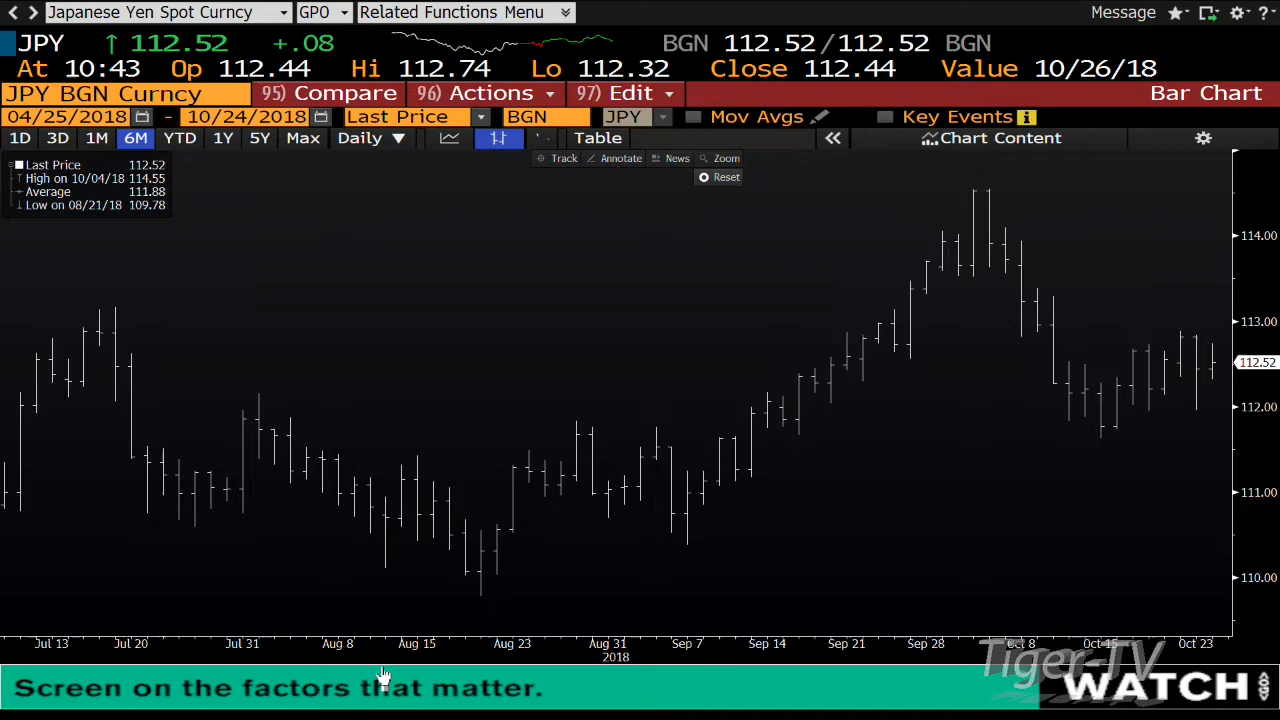 Japanese Yen Spot Curncy GPO Related Functions Menu Message ?
JPY ↑ 112.52 +.08 BGN 112.52/112.52 BGN
At 10:43 Op 112.44 Hi 112.74 Lo 112.32 Close 112.44 Value 10/26/18
JPY BGN Curncy 95) Compare 96) Actions 97) Edit Bar Chart
04/25/2018 - 10/24/2018 Last Price BGN JPY Mov Avgs Key Events i
1D 3D 1M 6M YTD 1Y 5Y Max Daily ▼ Table « Chart Content
Track Annotate News Zoom
Reset
Last Price 112.52
High on 10/04/18 114.55
Average 111.88
Low on 08/21/18 109.78
114.00
113.00
112.52
112.00
111.00
110.00
Jul 13 Jul 20 Jul 31 Aug 8 Aug 15 Aug 23 Aug 31 Sep 7 Sep 14 Sep 21 Sep 28 Oct 8 Oct 15 Oct 23
2018
Tiger-TV
Screen on the factors that matter.
WATCH